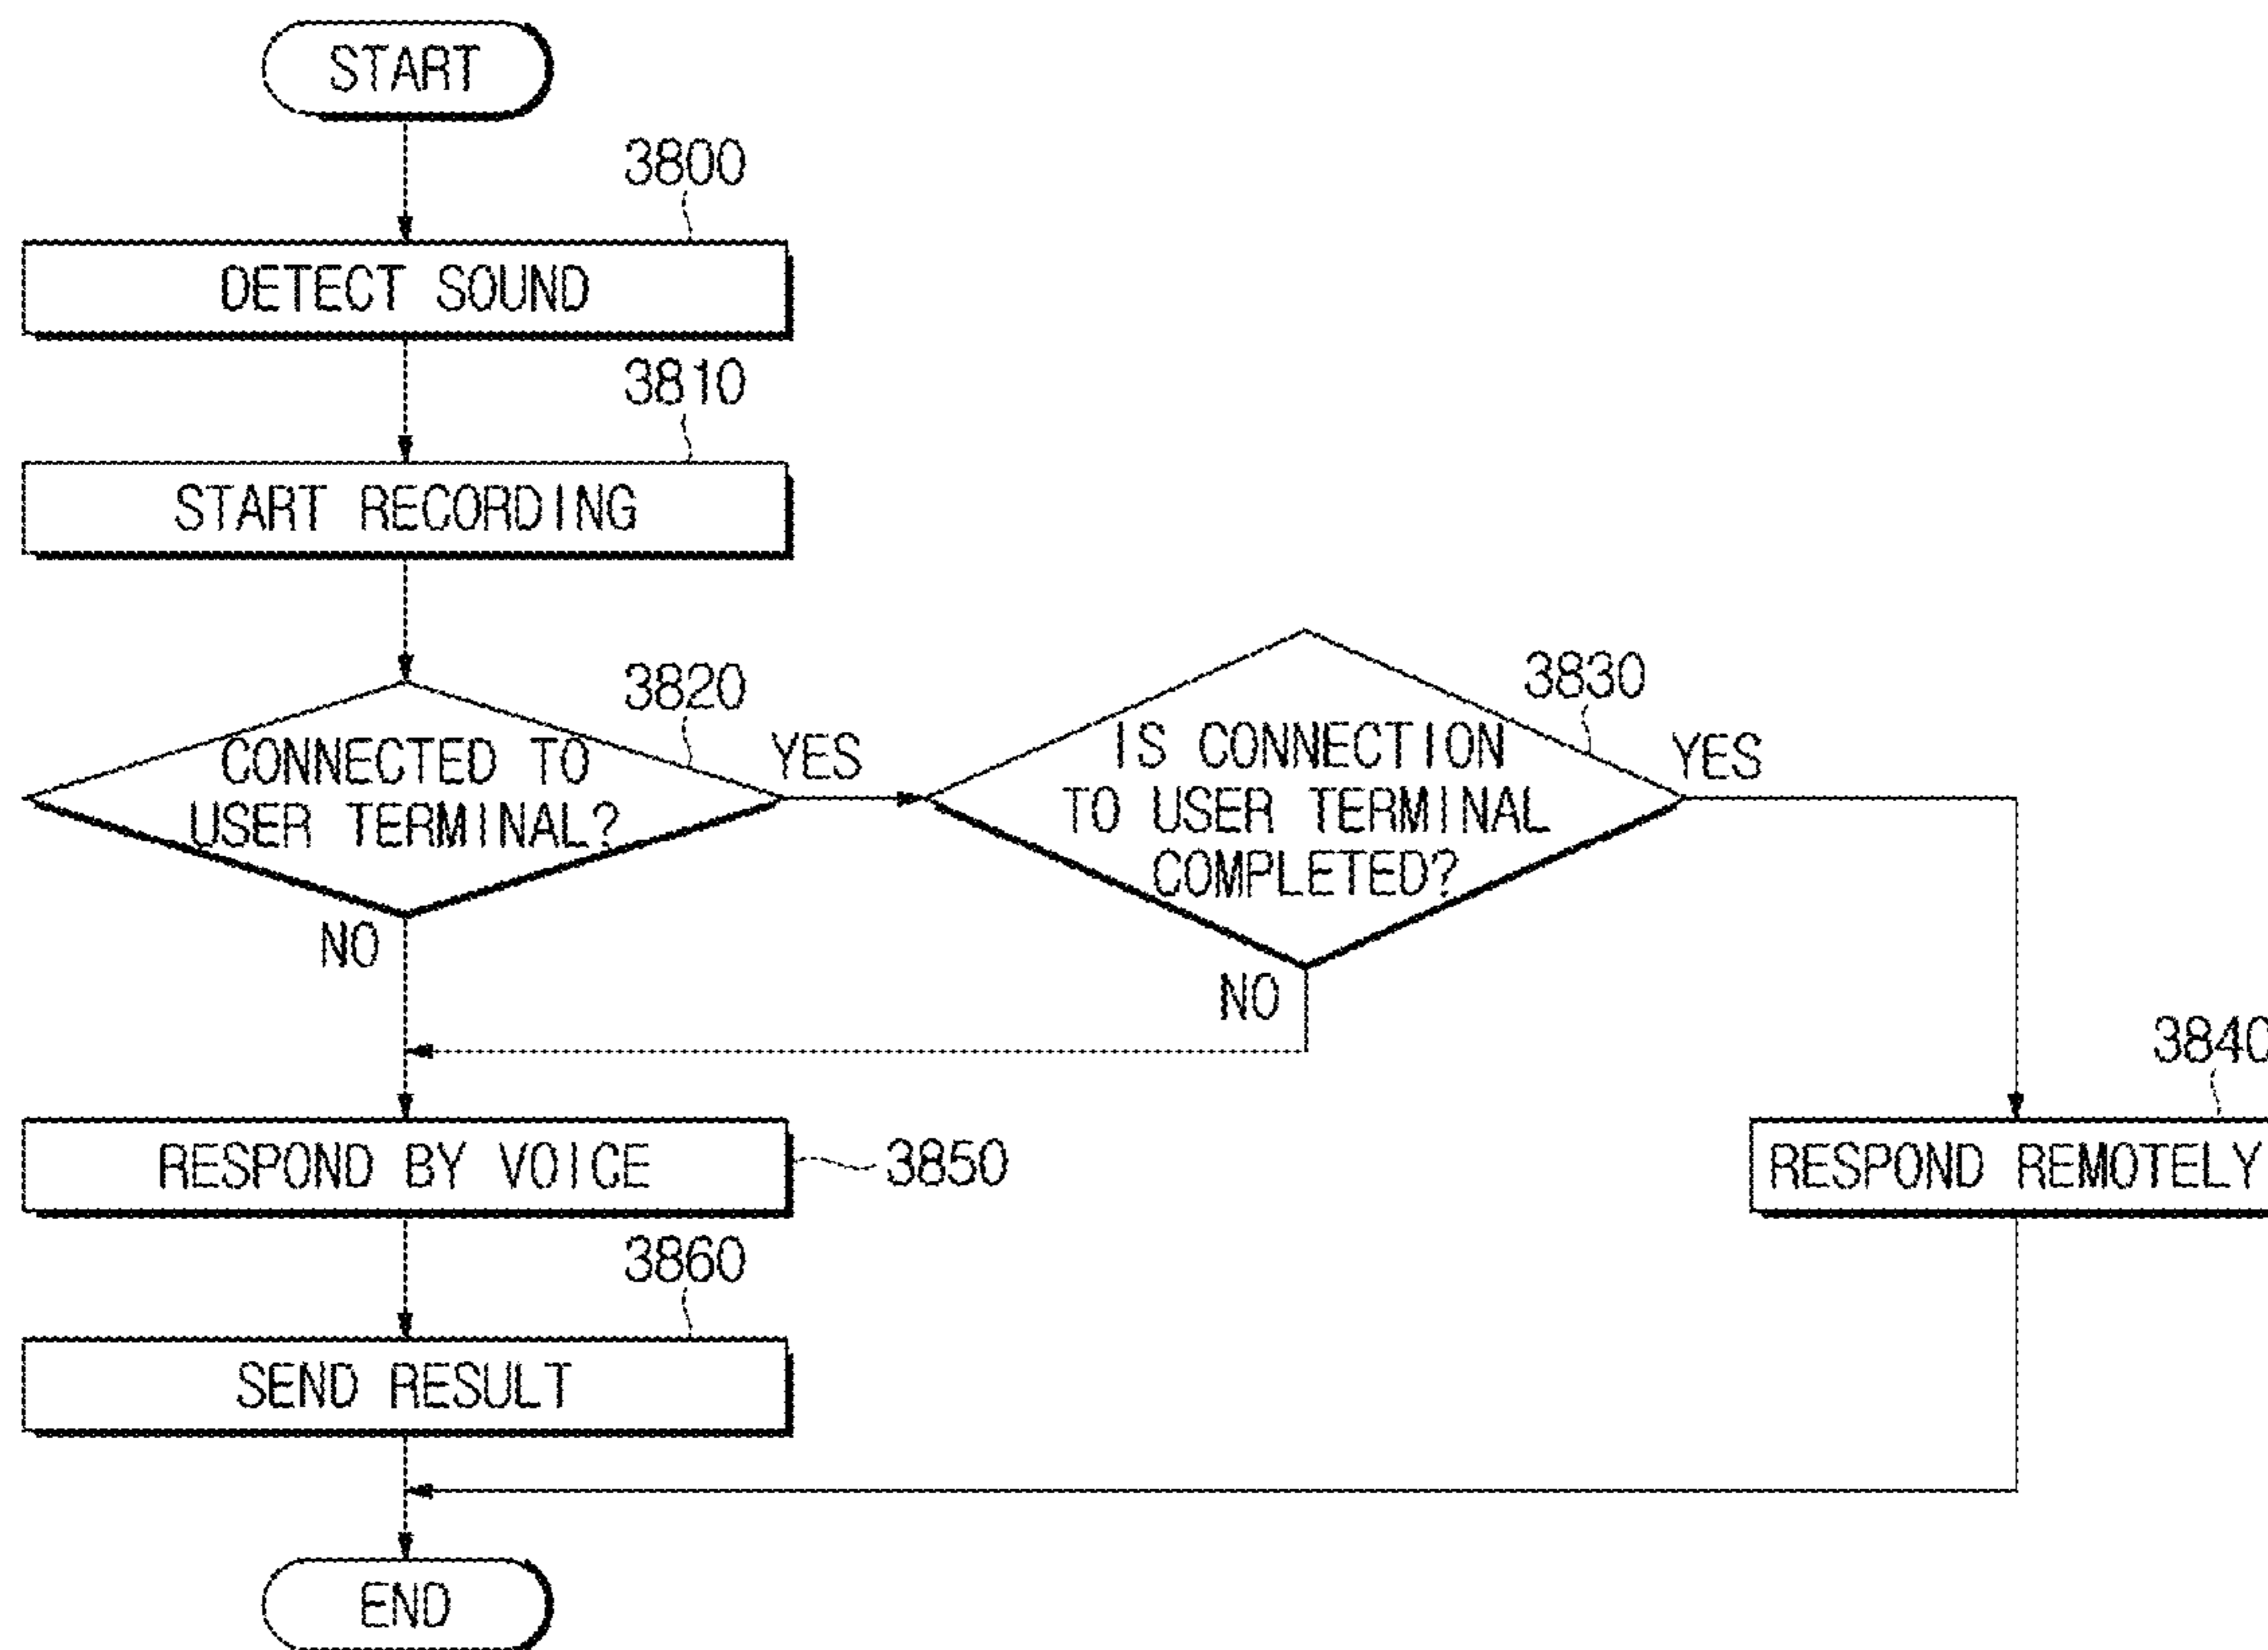 START
3800
DETECT SOUND
3810
START RECORDING
3820
CONNECTED TO
USER TERMINAL?
YES
NO
3830
IS CONNECTION
TO USER TERMINAL
COMPLETED?
YES
NO
3840
RESPOND REMOTELY
RESPOND BY VOICE
3850
3860
SEND RESULT
END